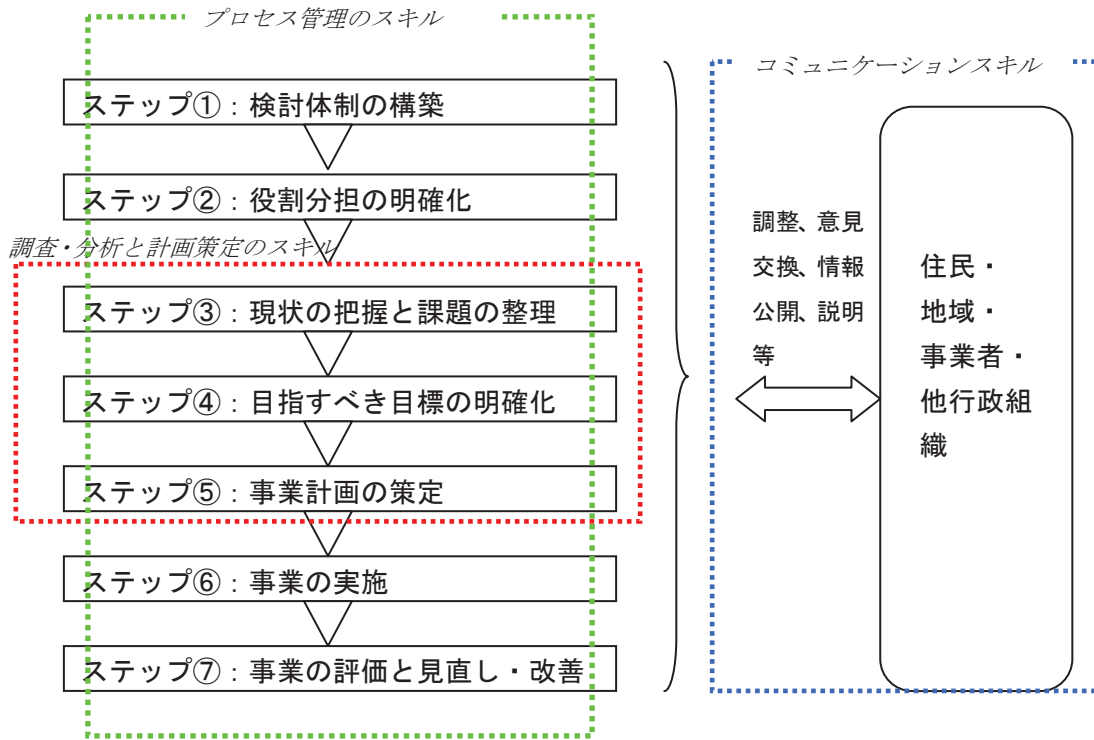 プロセス管理のスキル
ステップ①：検討体制の構築
ステップ②：役割分担の明確化
調査・分析と計画策定のスキル
ステップ③：現状の把握と課題の整理
ステップ④：目指すべき目標の明確化
ステップ⑤：事業計画の策定
ステップ⑥：事業の実施
ステップ⑦：事業の評価と見直し・改善
コミュニケーションスキル
調整、意見
交換、情報
公開、説明
等
住民・
地域・
事業者・
他行政組
織